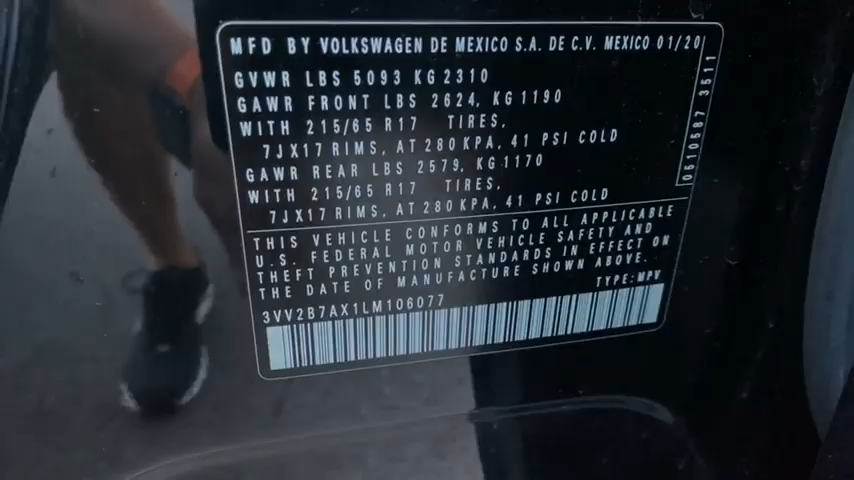 MFD BY VOLKSWAGEN DE MEXICO S.A. DE C.V. MEXICO 01/20
GVWR LBS 5093 KG 2310
GAWR FRONT LBS 2624, KG 1190
WITH 215/65 R17 TIRES,
7JX17 RIMS, AT 280 KPA, 41 PSI COLD
GAWR REAR LBS 2579, KG 1170
WITH 215/65 R17 TIRES,
7JX17 RIMS, AT 280 KPA, 41 PSI COLD
THIS VEHICLE CONFORMS TO ALL APPLICABLE
U.S. FEDERAL MOTOR VEHICLE SAFETY AND
THEFT PREVENTION STANDARDS IN EFFECT ON
THE DATE OF MANUFACTURE SHOWN ABOVE.
TYPE: MPV
3VV2B7AX1LM106077
0510587 3511